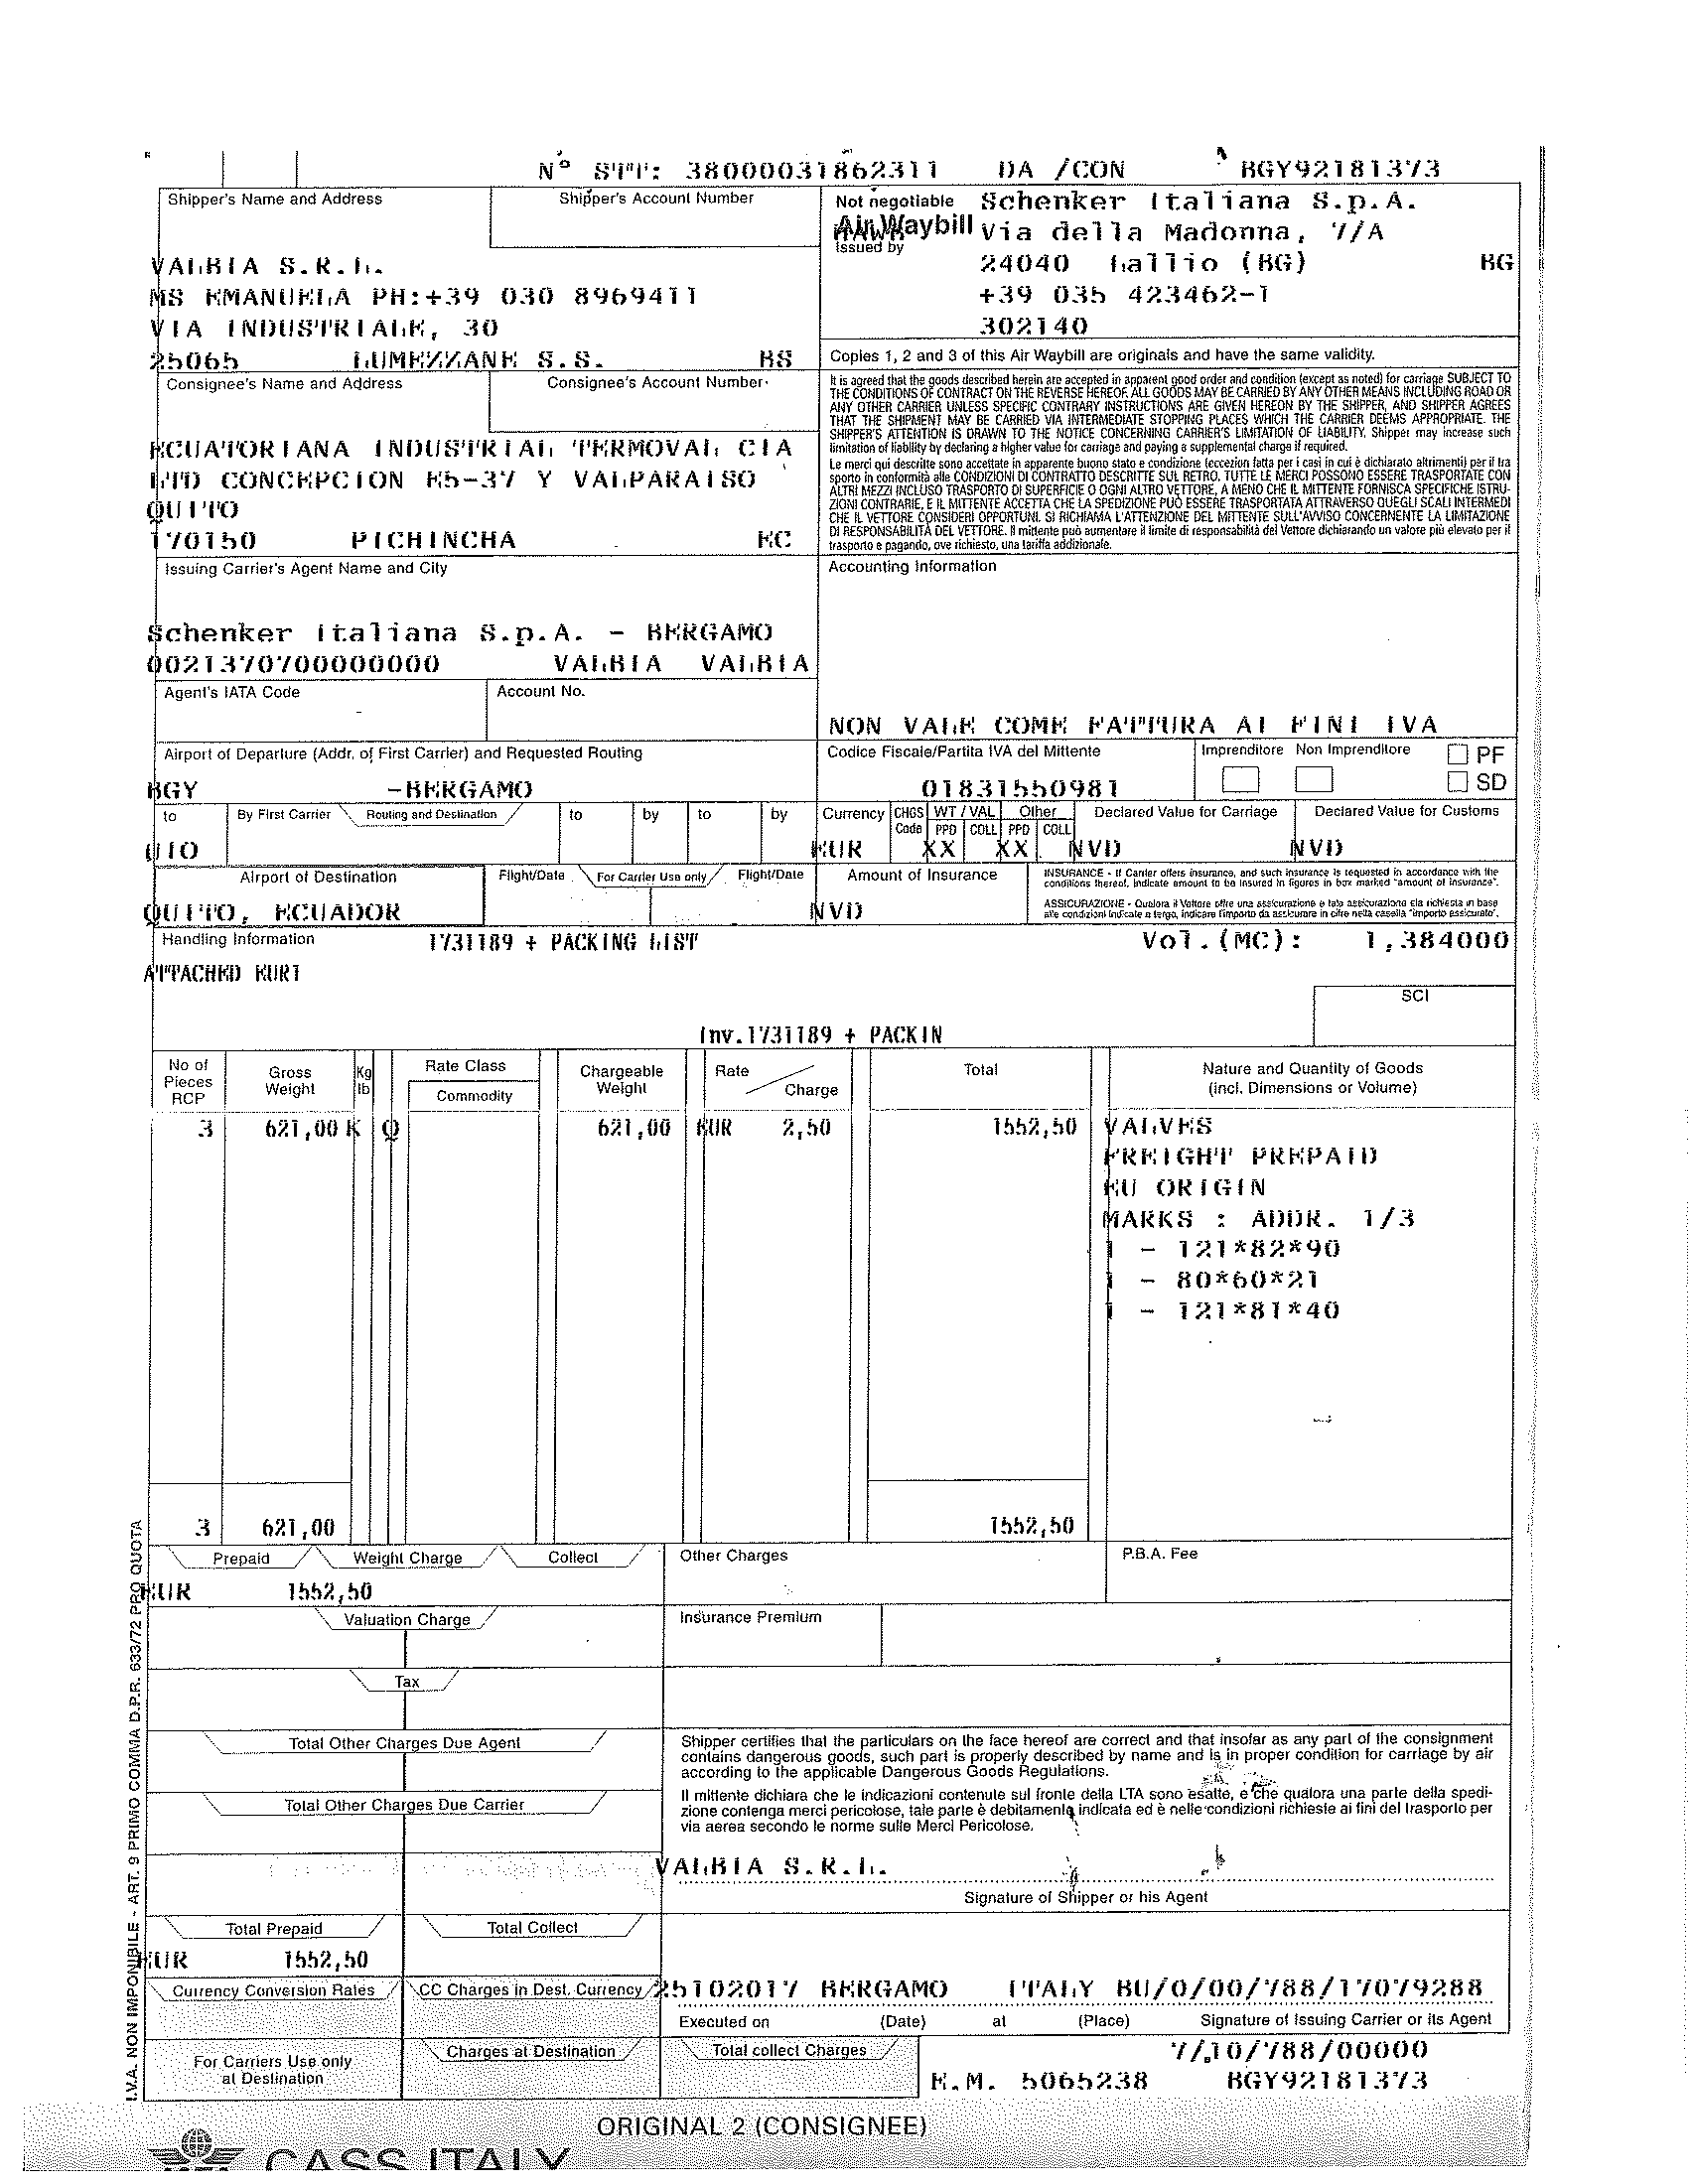 N° STT: 38000031862311 DA /CON BGY92181373
Shipper's Name and Address
Shipper's Account Number
Not negotiable
Air Waybill
Issued by
Schenker Italiana S.p.A.
Via della Madonna, 7/A
24040 Lallio (BG) BG
+39 035 423462-1
302140
VALBIA S.R.L.
MS EMANUELA PH:+39 030 8969411
VIA INDUSTRIALE, 30
25065 LUMEZZANE S.S. BS
Copies 1, 2 and 3 of this Air Waybill are originals and have the same validity.
Consignee's Name and Address
Consignee's Account Number
ECUATORIANA INDUSTRIAL TERMOVAL CIA
LTD CONCEPCION E5-37 Y VALPARAISO
QUITO
170150 PICHINCHA EC
It is agreed that the goods described herein are accepted in apparent good order and condition (except as noted) for carriage SUBJECT TO
THE CONDITIONS OF CONTRACT ON THE REVERSE HEREOF. ALL GOODS MAY BE CARRIED BY ANY OTHER MEANS INCLUDING ROAD OR
ANY OTHER CARRIER UNLESS SPECIFIC CONTRARY INSTRUCTIONS ARE GIVEN HEREON BY THE SHIPPER, AND SHIPPER AGREES
THAT THE SHIPMENT MAY BE CARRIED VIA INTERMEDIATE STOPPING PLACES WHICH THE CARRIER DEEMS APPROPRIATE. THE
SHIPPER'S ATTENTION IS DRAWN TO THE NOTICE CONCERNING CARRIER'S LIMITATION OF LIABILITY. Shipper may increase such
limitation of liability by declaring a higher value for carriage and paying a supplemental charge if required.
Le merci qui descritte sono accettate in apparente buono stato e condizione (eccezion fatta per i casi in cui è dichiarato altrimenti) per il tra
sporto in conformità alle CONDIZIONI DI CONTRATTO DESCRITTE SUL RETRO. TUTTE LE MERCI POSSONO ESSERE TRASPORTATE CON
ALTRI MEZZI INCLUSO TRASPORTO DI SUPERFICIE O OGNI ALTRO VETTORE, A MENO CHE IL MITTENTE FORNISCA SPECIFICHE ISTRU-
ZIONI CONTRARIE, E IL MITTENTE ACCETTA CHE LA SPEDIZIONE PUÒ ESSERE TRASPORTATA ATTRAVERSO QUEGLI SCALI INTERMEDI
CHE IL VETTORE CONSIDERI OPPORTUNI. SI RICHIAMA L'ATTENZIONE DEL MITTENTE SULL'AVVISO CONCERNENTE LA LIMITAZIONE
DI RESPONSABILITÀ DEL VETTORE. Il mittente può aumentare il limite di responsabilità del Vettore dichiarando un valore più elevato per il
trasporto e pagando, ove richiesto, una tariffa addizionale.
Issuing Carrier's Agent Name and City
Accounting Information
Schenker Italiana S.p.A. - BERGAMO
0021370700000000 VALBIA VALBIA
Agent's IATA Code
Account No.
NON VALE COME FATTURA AI FINI IVA
Airport of Departure (Addr. of First Carrier) and Requested Routing
Codice Fiscale/Partita IVA del Mittente
Imprenditore Non Imprenditore PF
SD
BGY -BERGAMO
01831550981
to By First Carrier Routing and Destination to by to by
Currency CHGS Code WT / VAL Other Declared Value for Carriage Declared Value for Customs
PPD COLL PPD COLL
UIO EUR XX XX NVD NVD
Airport of Destination Flight/Date For Carrier Use only Flight/Date Amount of Insurance
INSURANCE - If Carrier offers insurance, and such insurance is requested in accordance with the
conditions thereof, indicate amount to be insured in figures in box marked "amount of insurance".
ASSICURAZIONE - Qualora il Vettore offre una assicurazione e tale assicurazione sia richiesta in base
alle condizioni indicate a tergo, indicare l'importo da assicurare in cifre nella casella "importo assicurato".
QUITO, ECUADOR NVD
Handling Information 1731189 + PACKING LIST Vol.(MC): 1,384000
ATTACHED EUR1
SCI
Inv.1731189 + PACKIN
No of Pieces RCP Gross Weight Kg lb Rate Class Commodity Chargeable Weight Rate Charge Total Nature and Quantity of Goods (incl. Dimensions or Volume)
3 621,00 K Q 621,00 EUR 2,50 1552,50 VALVES
FREIGHT PREPAID
EU ORIGIN
MARKS : ADDR. 1/3
1 - 121*82*90
1 - 80*60*21
1 - 121*81*40
3 621,00 1552,50
Prepaid Weight Charge Collect Other Charges P.B.A. Fee
EUR 1552,50
Valuation Charge Insurance Premium
Tax
Total Other Charges Due Agent
Shipper certifies that the particulars on the face hereof are correct and that insofar as any part of the consignment
contains dangerous goods, such part is properly described by name and is in proper condition for carriage by air
according to the applicable Dangerous Goods Regulations.
Il mittente dichiara che le indicazioni contenute sul fronte della LTA sono esatte, e che qualora una parte della spedi-
zione contenga merci pericolose, tale parte è debitamente indicata ed è nelle condizioni richieste ai fini del trasporto per
via aerea secondo le norme sulle Merci Pericolose.
Total Other Charges Due Carrier
VALBIA S.R.L.
Signature of Shipper or his Agent
Total Prepaid Total Collect
EUR 1552,50
Currency Conversion Rates CC Charges in Dest. Currency
25102017 BERGAMO ITALY BU/0/00/788/17079288
Executed on (Date) at (Place) Signature of Issuing Carrier or its Agent
For Carriers Use only at Destination Charges at Destination Total collect Charges
7/10/788/00000
E.M. 5065238 BGY92181373
I.V.A. NON IMPONIBILE - ART. 9 PRIMO COMMA D.P.R. 633/72 PRO QUOTA
ORIGINAL 2 (CONSIGNEE)
CASS ITALY